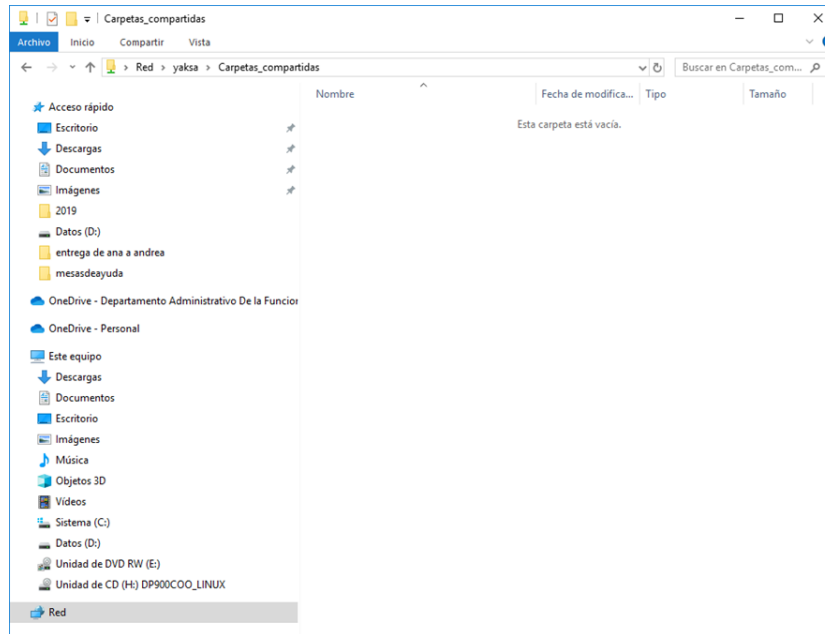 Carpetas_compartidas
Archivo Inicio Compartir Vista
Red > yaksa > Carpetas_compartidas
Buscar en Carpetas_com...
Nombre Fecha de modifica... Tipo Tamaño
Esta carpeta está vacía.
Acceso rápido
Escritorio
Descargas
Documentos
Imágenes
2019
Datos (D:)
entrega de ana a andrea
mesasdeayuda
OneDrive - Departamento Administrativo De la Funcior
OneDrive - Personal
Este equipo
Descargas
Documentos
Escritorio
Imágenes
Música
Objetos 3D
Vídeos
Sistema (C:)
Datos (D:)
Unidad de DVD RW (E:)
Unidad de CD (H:) DP900COO_LINUX
Red